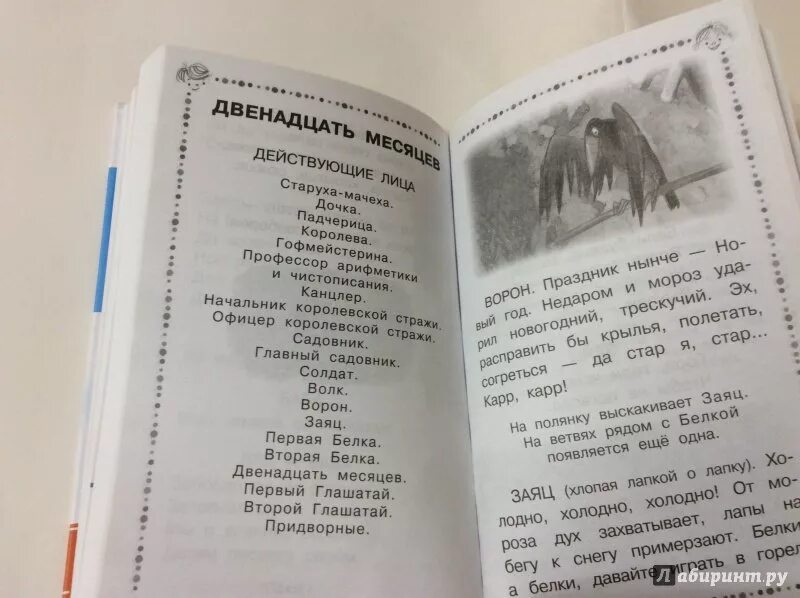 ДВЕНАДЦАТЬ МЕСЯЦЕВ
ДЕЙСТВУЮЩИЕ ЛИЦА
Старуха-мачеха.
Дочка.
Падчерица.
Королева.
Гофмейстерина.
Профессор арифметики
и чистописания.
Канцлер.
Начальник королевской стражи.
Офицер королевской стражи.
Садовник.
Главный садовник.
Солдат.
Волк.
Ворон.
Заяц.
Первая Белка.
Вторая Белка.
Двенадцать месяцев.
Первый Глашатай.
Второй Глашатай.
Придворные.
ВОРОН. Праздник нынче — Но-
вый год. Недаром и мороз уда-
рил новогодний, трескучий. Эх,
расправить бы крылья, полетать,
согреться — да стар я, стар...
Карр, карр!
На полянку выскакивает Заяц.
На ветвях рядом с Белкой
появляется ещё одна.
ЗАЯЦ (хлопая лапкой о лапку). Хо-
лодно, холодно, холодно! От мо-
роза дух захватывает, лапы на
бегу к снегу примерзают. Белки
а белки, давайте играть в горел
Лабиринт.ру